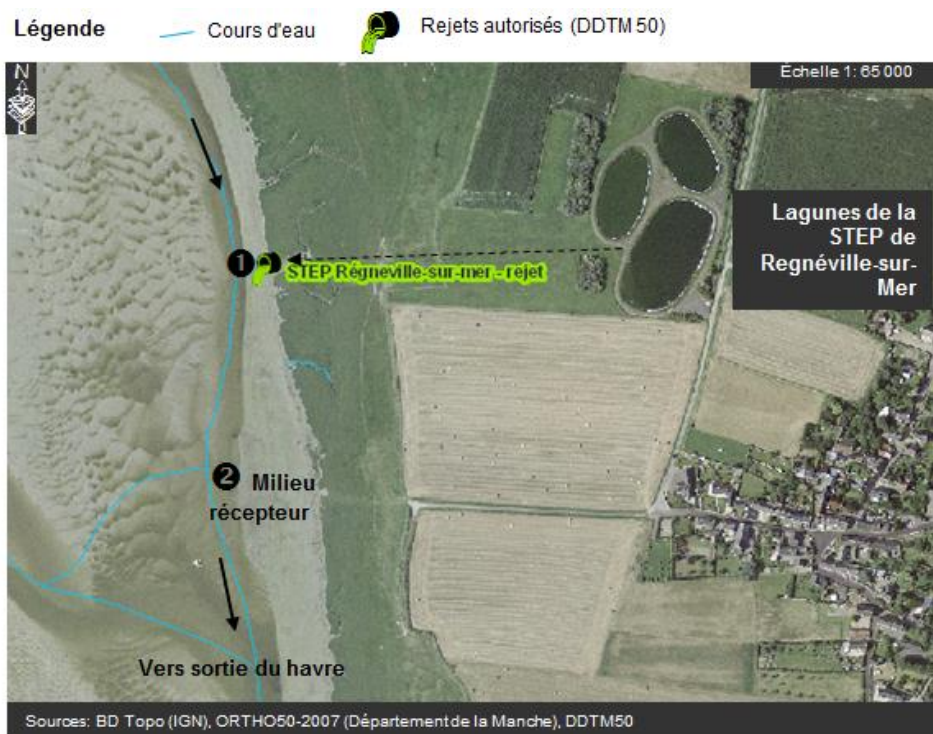 Légende
Cours d'eau
Rejets autorisés (DDTM 50)
N
Échelle 1: 65 000
Lagunes de la
STEP de
Regnéville-sur-
Mer
1
STEP Régneville-sur-mer - rejet
2
Milieu
récepteur
Vers sortie du havre
Sources: BD Topo (IGN), ORTHO50-2007 (Département de la Manche), DDTM50